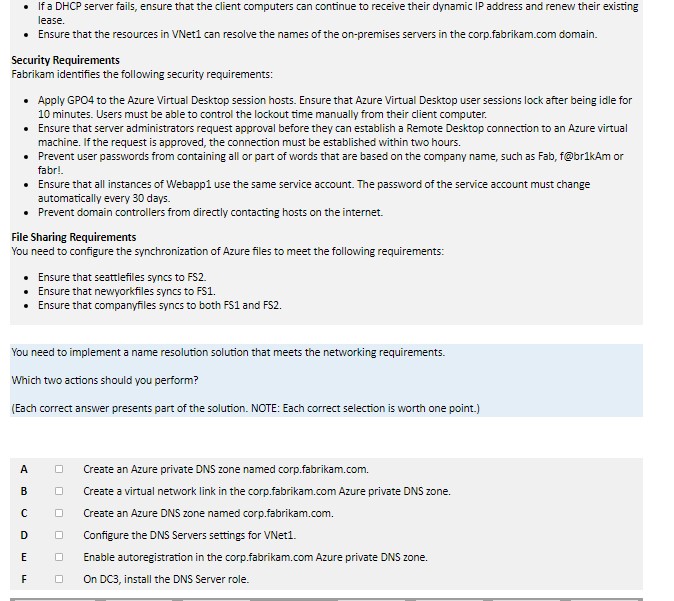 • If a DHCP server fails, ensure that the client computers can continue to receive their dynamic IP address and renew their existing
lease.
• Ensure that the resources in VNet1 can resolve the names of the on-premises servers in the corp.fabrikam.com domain.
Security Requirements
Fabrikam identifies the following security requirements:
• Apply GPO4 to the Azure Virtual Desktop session hosts. Ensure that Azure Virtual Desktop user sessions lock after being idle for
10 minutes. Users must be able to control the lockout time manually from their client computer.
• Ensure that server administrators request approval before they can establish a Remote Desktop connection to an Azure virtual
machine. If the request is approved, the connection must be established within two hours.
• Prevent user passwords from containing all or part of words that are based on the company name, such as Fab, f@br1kAm or
fabr!.
• Ensure that all instances of Webapp1 use the same service account. The password of the service account must change
automatically every 30 days.
• Prevent domain controllers from directly contacting hosts on the internet.
File Sharing Requirements
You need to configure the synchronization of Azure files to meet the following requirements:
• Ensure that seattlefiles syncs to FS2.
• Ensure that newyorkfiles syncs to FS1.
• Ensure that companyfiles syncs to both FS1 and FS2.
You need to implement a name resolution solution that meets the networking requirements.
Which two actions should you perform?
(Each correct answer presents part of the solution. NOTE: Each correct selection is worth one point.)
A Create an Azure private DNS zone named corp.fabrikam.com.
B Create a virtual network link in the corp.fabrikam.com Azure private DNS zone.
C Create an Azure DNS zone named corp.fabrikam.com.
D Configure the DNS Servers settings for VNet1.
E Enable autoregistration in the corp.fabrikam.com Azure private DNS zone.
F On DC3, install the DNS Server role.